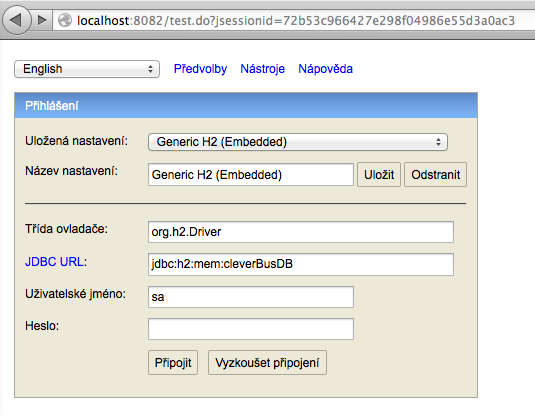 localhost:8082/test.do?jsessionid=72b53c966427e298f04986e55d3a0ac3
English Předvolby Nástroje Nápověda
Přihlášení
Uložená nastavení: Generic H2 (Embedded)
Název nastavení: Generic H2 (Embedded) Uložit Odstranit
Třída ovladače: org.h2.Driver
JDBC URL: jdbc:h2:mem:cleverBusDB
Uživatelské jméno: sa
Heslo:
Připojit Vyzkoušet připojení